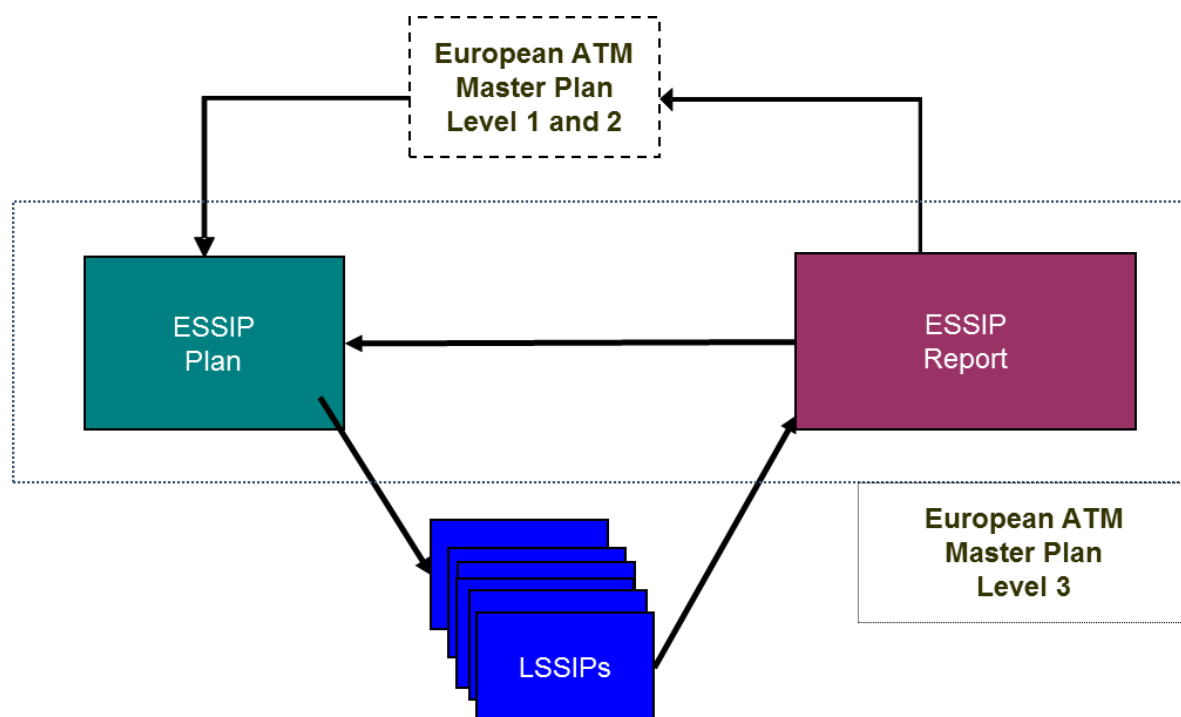 European ATM
Master Plan
Level 1 and 2
ESSIP
Plan
ESSIP
Report
European ATM
Master Plan
Level 3
LSSIPs